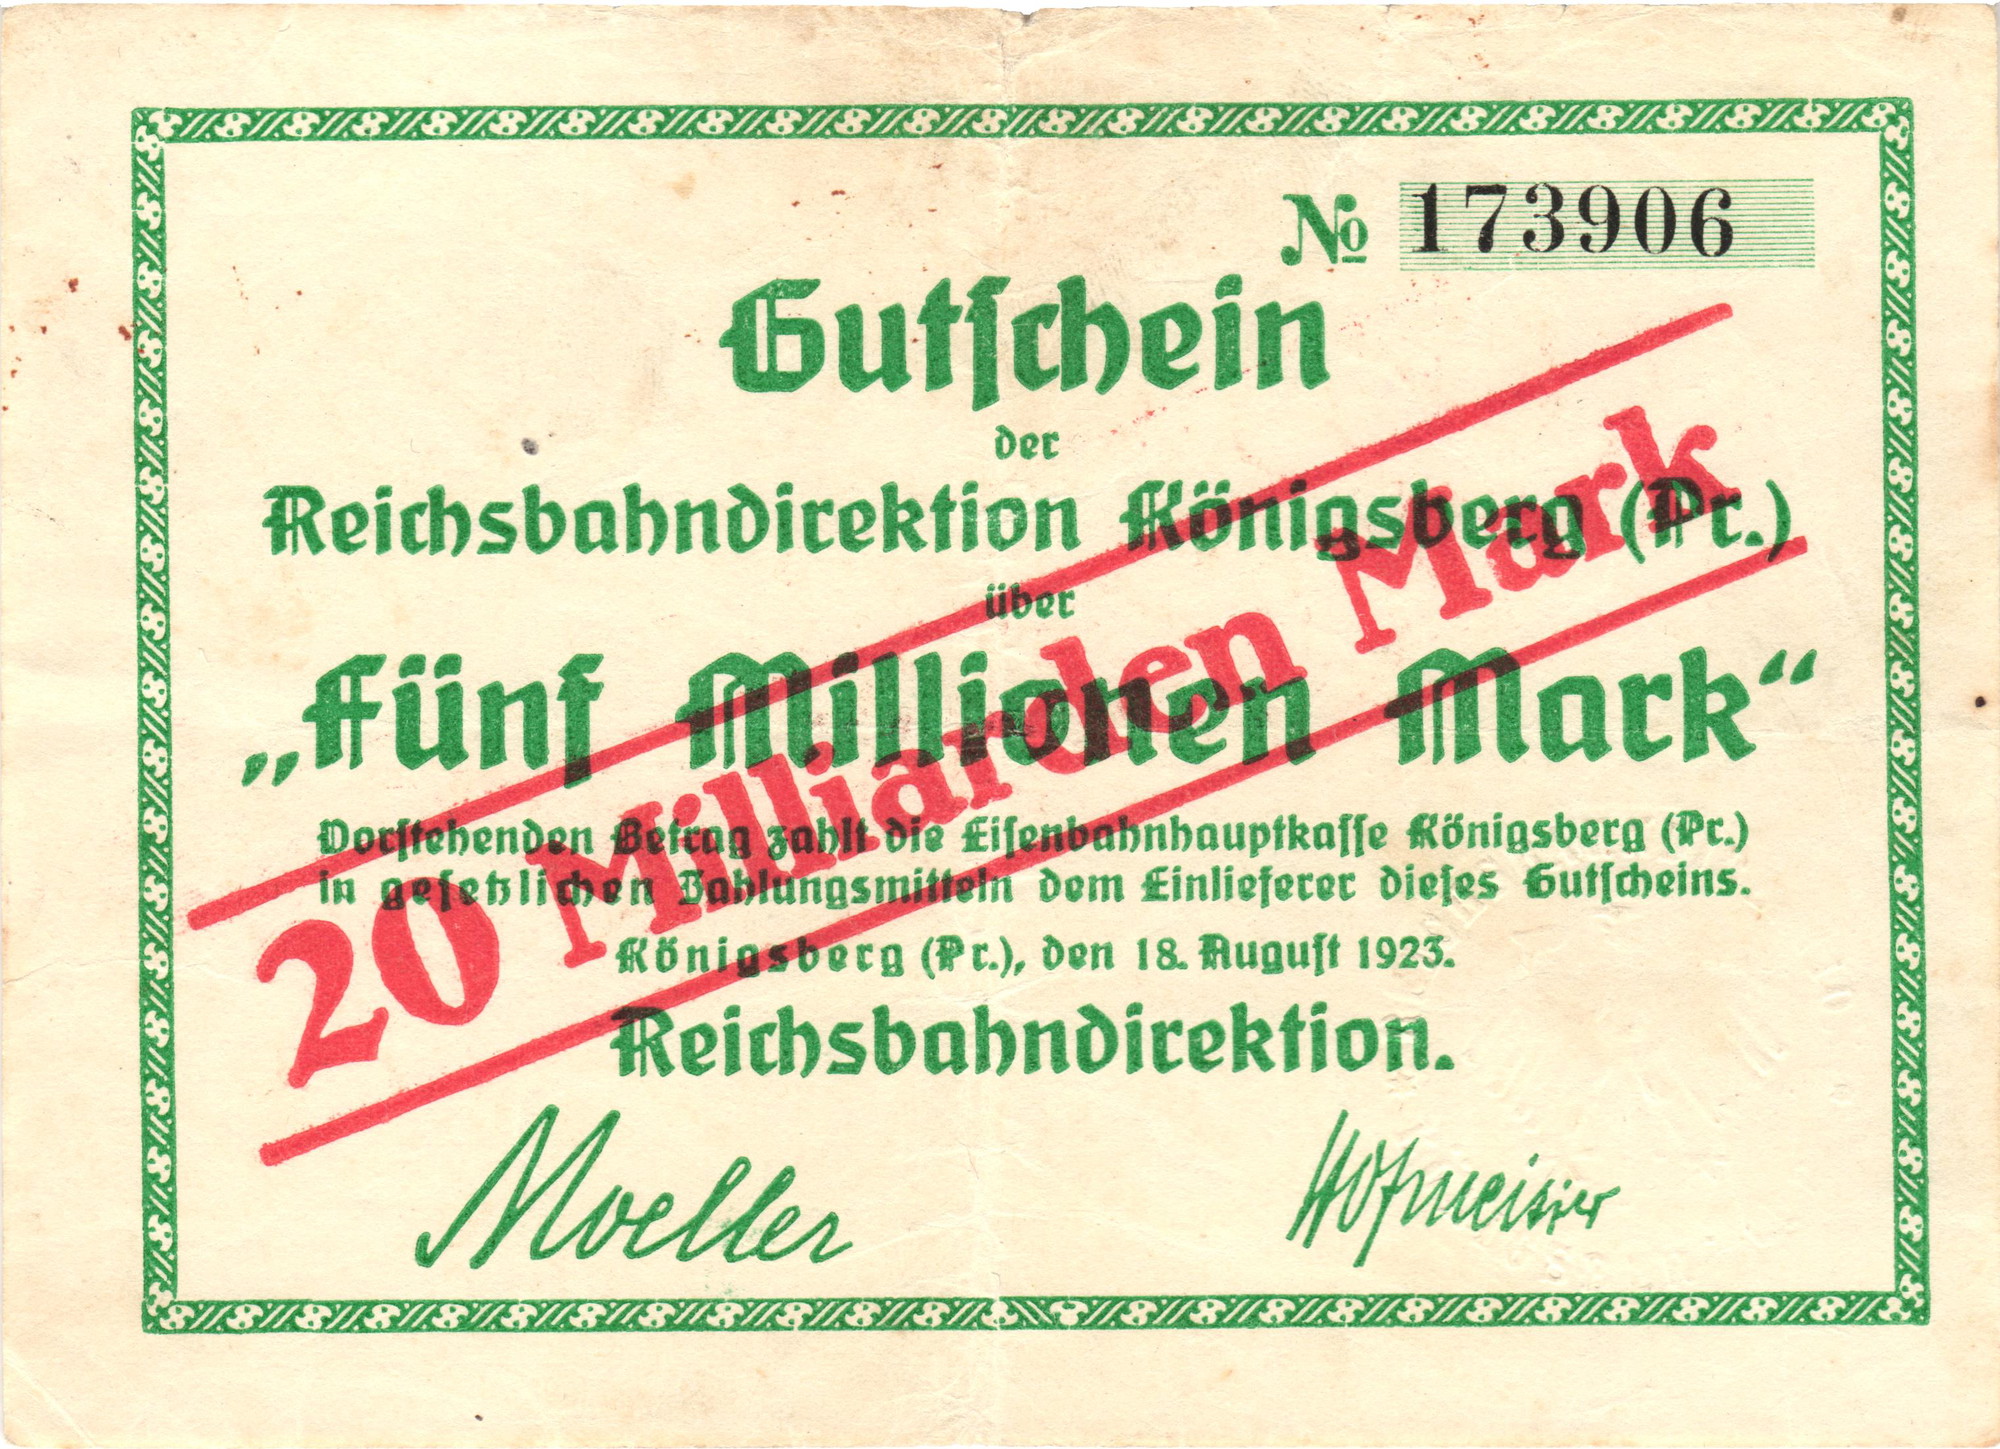 № 173906
Gutſchein
der
Reichsbahndirektion Königsberg (Pr.)
über
„Fünf Millionen Mark“
20 Milliarden Mark
Vorſtehenden Betrag zahlt die Eiſenbahnhauptkaſſe Königsberg (Pr.)
in geſetzlichen Zahlungsmitteln dem Einlieferer dieſes Gutſcheins.
Königsberg (Pr.), den 18. Auguſt 1923.
Reichsbahndirektion.
Moeller Hofmeister